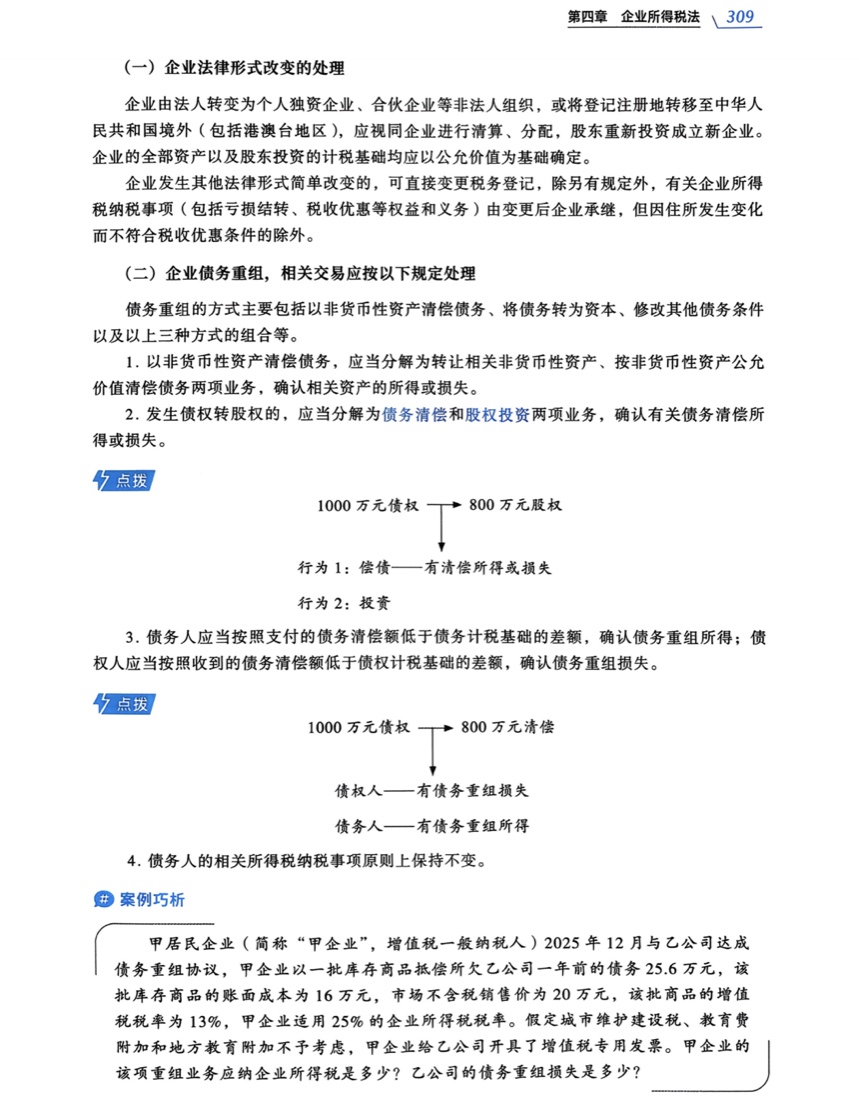 第四章 企业所得税法 309
（一）企业法律形式改变的处理
企业由法人转变为个人独资企业、合伙企业等非法人组织，或将登记注册地转移至中华人
民共和国境外（包括港澳台地区），应视同企业进行清算、分配，股东重新投资成立新企业。
企业的全部资产以及股东投资的计税基础均应以公允价值为基础确定。
企业发生其他法律形式简单改变的，可直接变更税务登记，除另有规定外，有关企业所得
税纳税事项（包括亏损结转、税收优惠等权益和义务）由变更后企业承继，但因住所发生变化
而不符合税收优惠条件的除外。
（二）企业债务重组，相关交易应按以下规定处理
债务重组的方式主要包括以非货币性资产清偿债务、将债务转为资本、修改其他债务条件
以及以上三种方式的组合等。
1. 以非货币性资产清偿债务，应当分解为转让相关非货币性资产、按非货币性资产公允
价值清偿债务两项业务，确认相关资产的所得或损失。
2. 发生债权转股权的，应当分解为债务清偿和股权投资两项业务，确认有关债务清偿所
得或损失。
点拨
1000 万元债权 800 万元股权
行为 1：偿债——有清偿所得或损失
行为 2：投资
3. 债务人应当按照支付的债务清偿额低于债务计税基础的差额，确认债务重组所得；债
权人应当按照收到的债务清偿额低于债权计税基础的差额，确认债务重组损失。
点拨
1000 万元债权 800 万元清偿
债权人——有债务重组损失
债务人——有债务重组所得
4. 债务人的相关所得税纳税事项原则上保持不变。
# 案例巧析
甲居民企业（简称“甲企业”，增值税一般纳税人）2025 年 12 月与乙公司达成
债务重组协议，甲企业以一批库存商品抵偿所欠乙公司一年前的债务 25.6 万元，该
批库存商品的账面成本为 16 万元，市场不含税销售价为 20 万元，该批商品的增值
税税率为 13%，甲企业适用 25% 的企业所得税税率。假定城市维护建设税、教育费
附加和地方教育附加不予考虑，甲企业给乙公司开具了增值税专用发票。甲企业的
该项重组业务应纳企业所得税是多少？乙公司的债务重组损失是多少？